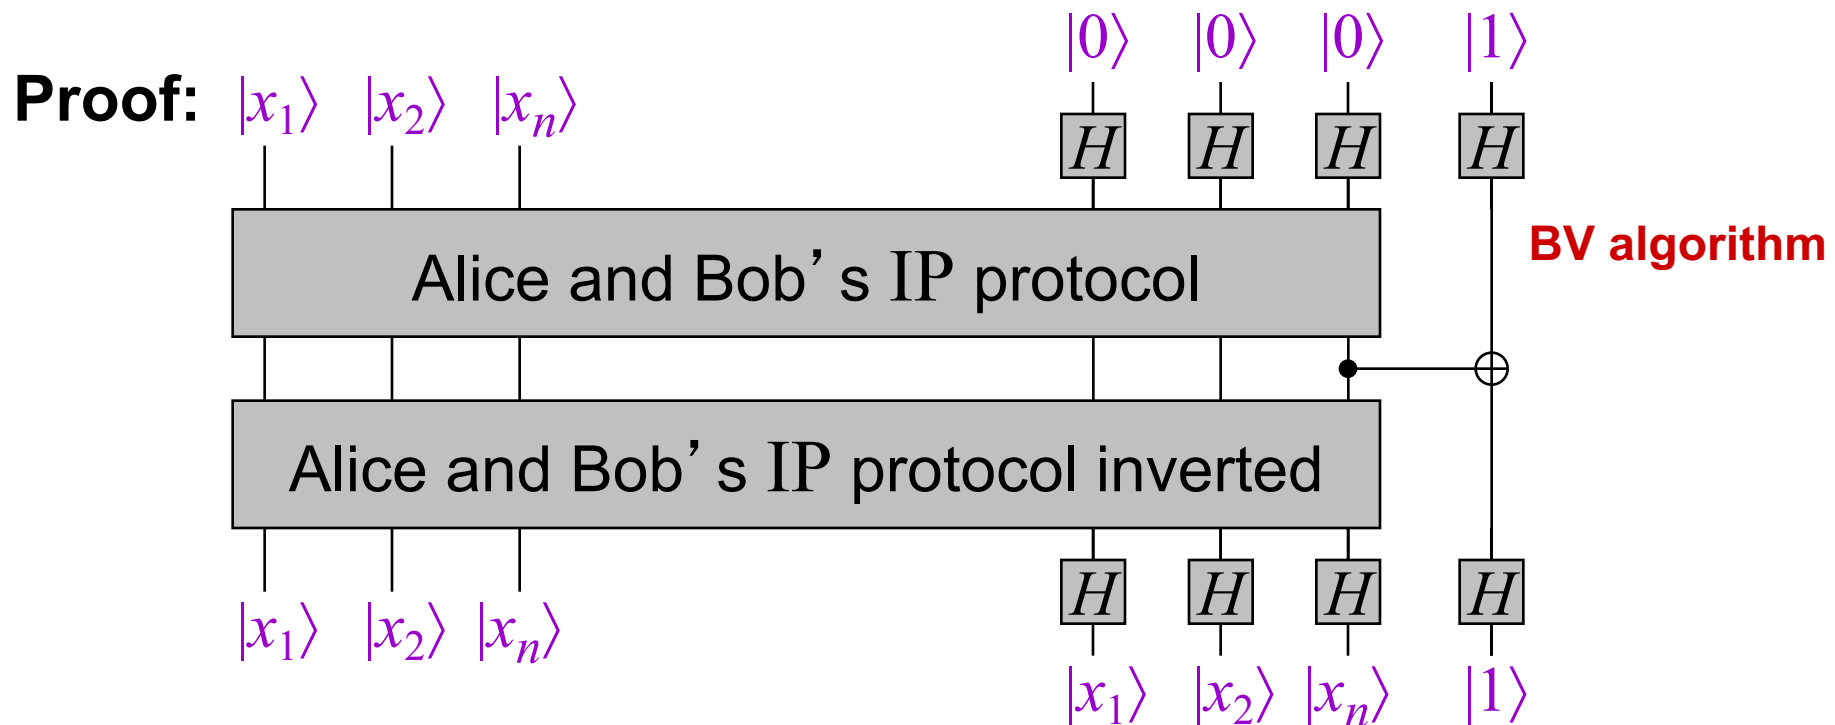 |0⟩ |0⟩ |0⟩ |1⟩
Proof: |x₁⟩ |x₂⟩ |xₙ⟩
H H H H
BV algorithm
Alice and Bob’s IP protocol
Alice and Bob’s IP protocol inverted
H H H H
|x₁⟩ |x₂⟩ |xₙ⟩
|x₁⟩ |x₂⟩ |xₙ⟩ |1⟩